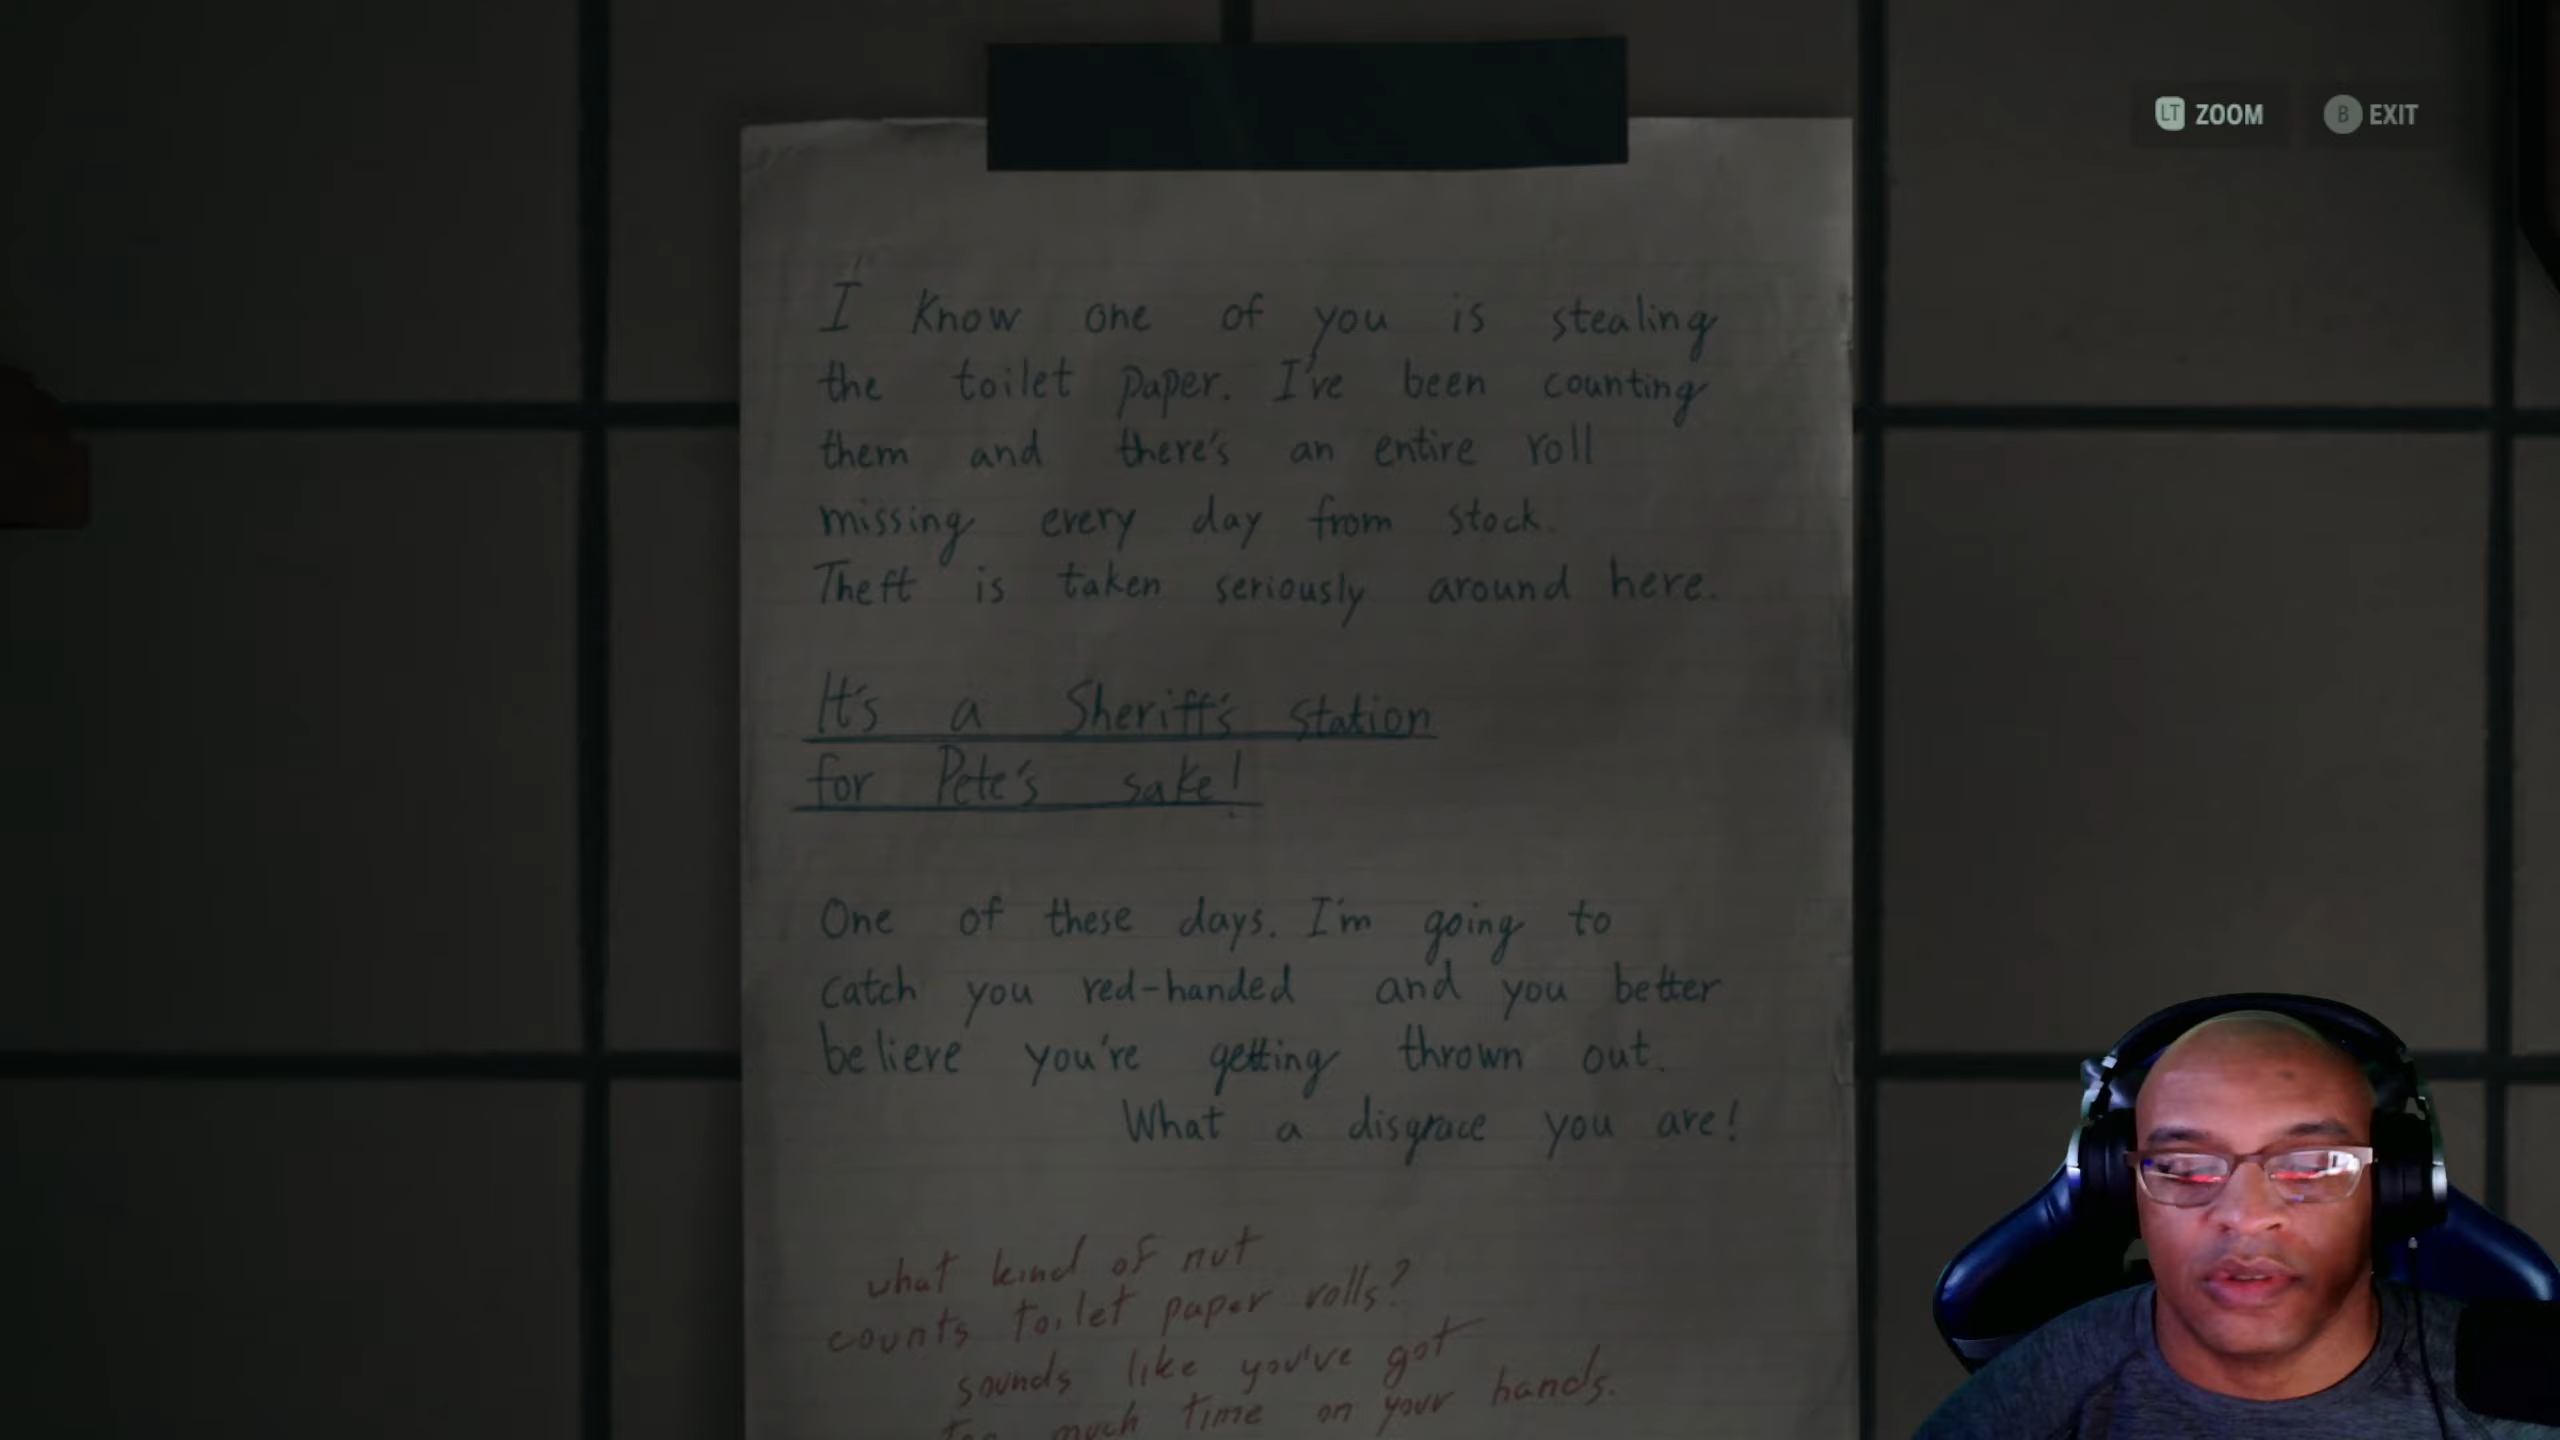 LT ZOOM
B EXIT
I know one of you is stealing
the toilet paper. I've been counting
them and there's an entire roll
missing every day from stock.
Theft is taken seriously around here.
It's a Sheriff's station
for Pete's sake!
One of these days. I'm going to
catch you red-handed and you better
believe you're getting thrown out.
What a disgrace you are!
what kind of nut
counts toilet paper rolls?
sounds like you've got
too much time on your hands.